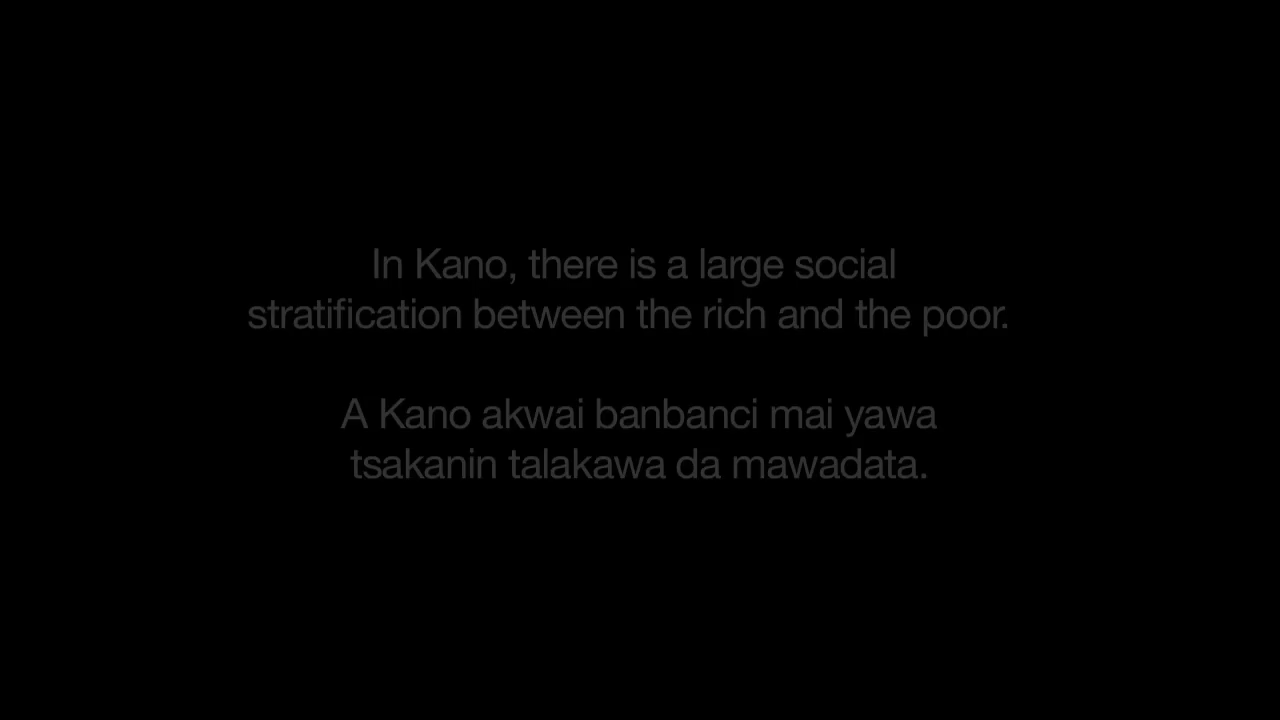 In Kano, there is a large social
stratification between the rich and the poor.
A Kano akwai banbanci mai yawa
tsakanin talakawa da mawadata.